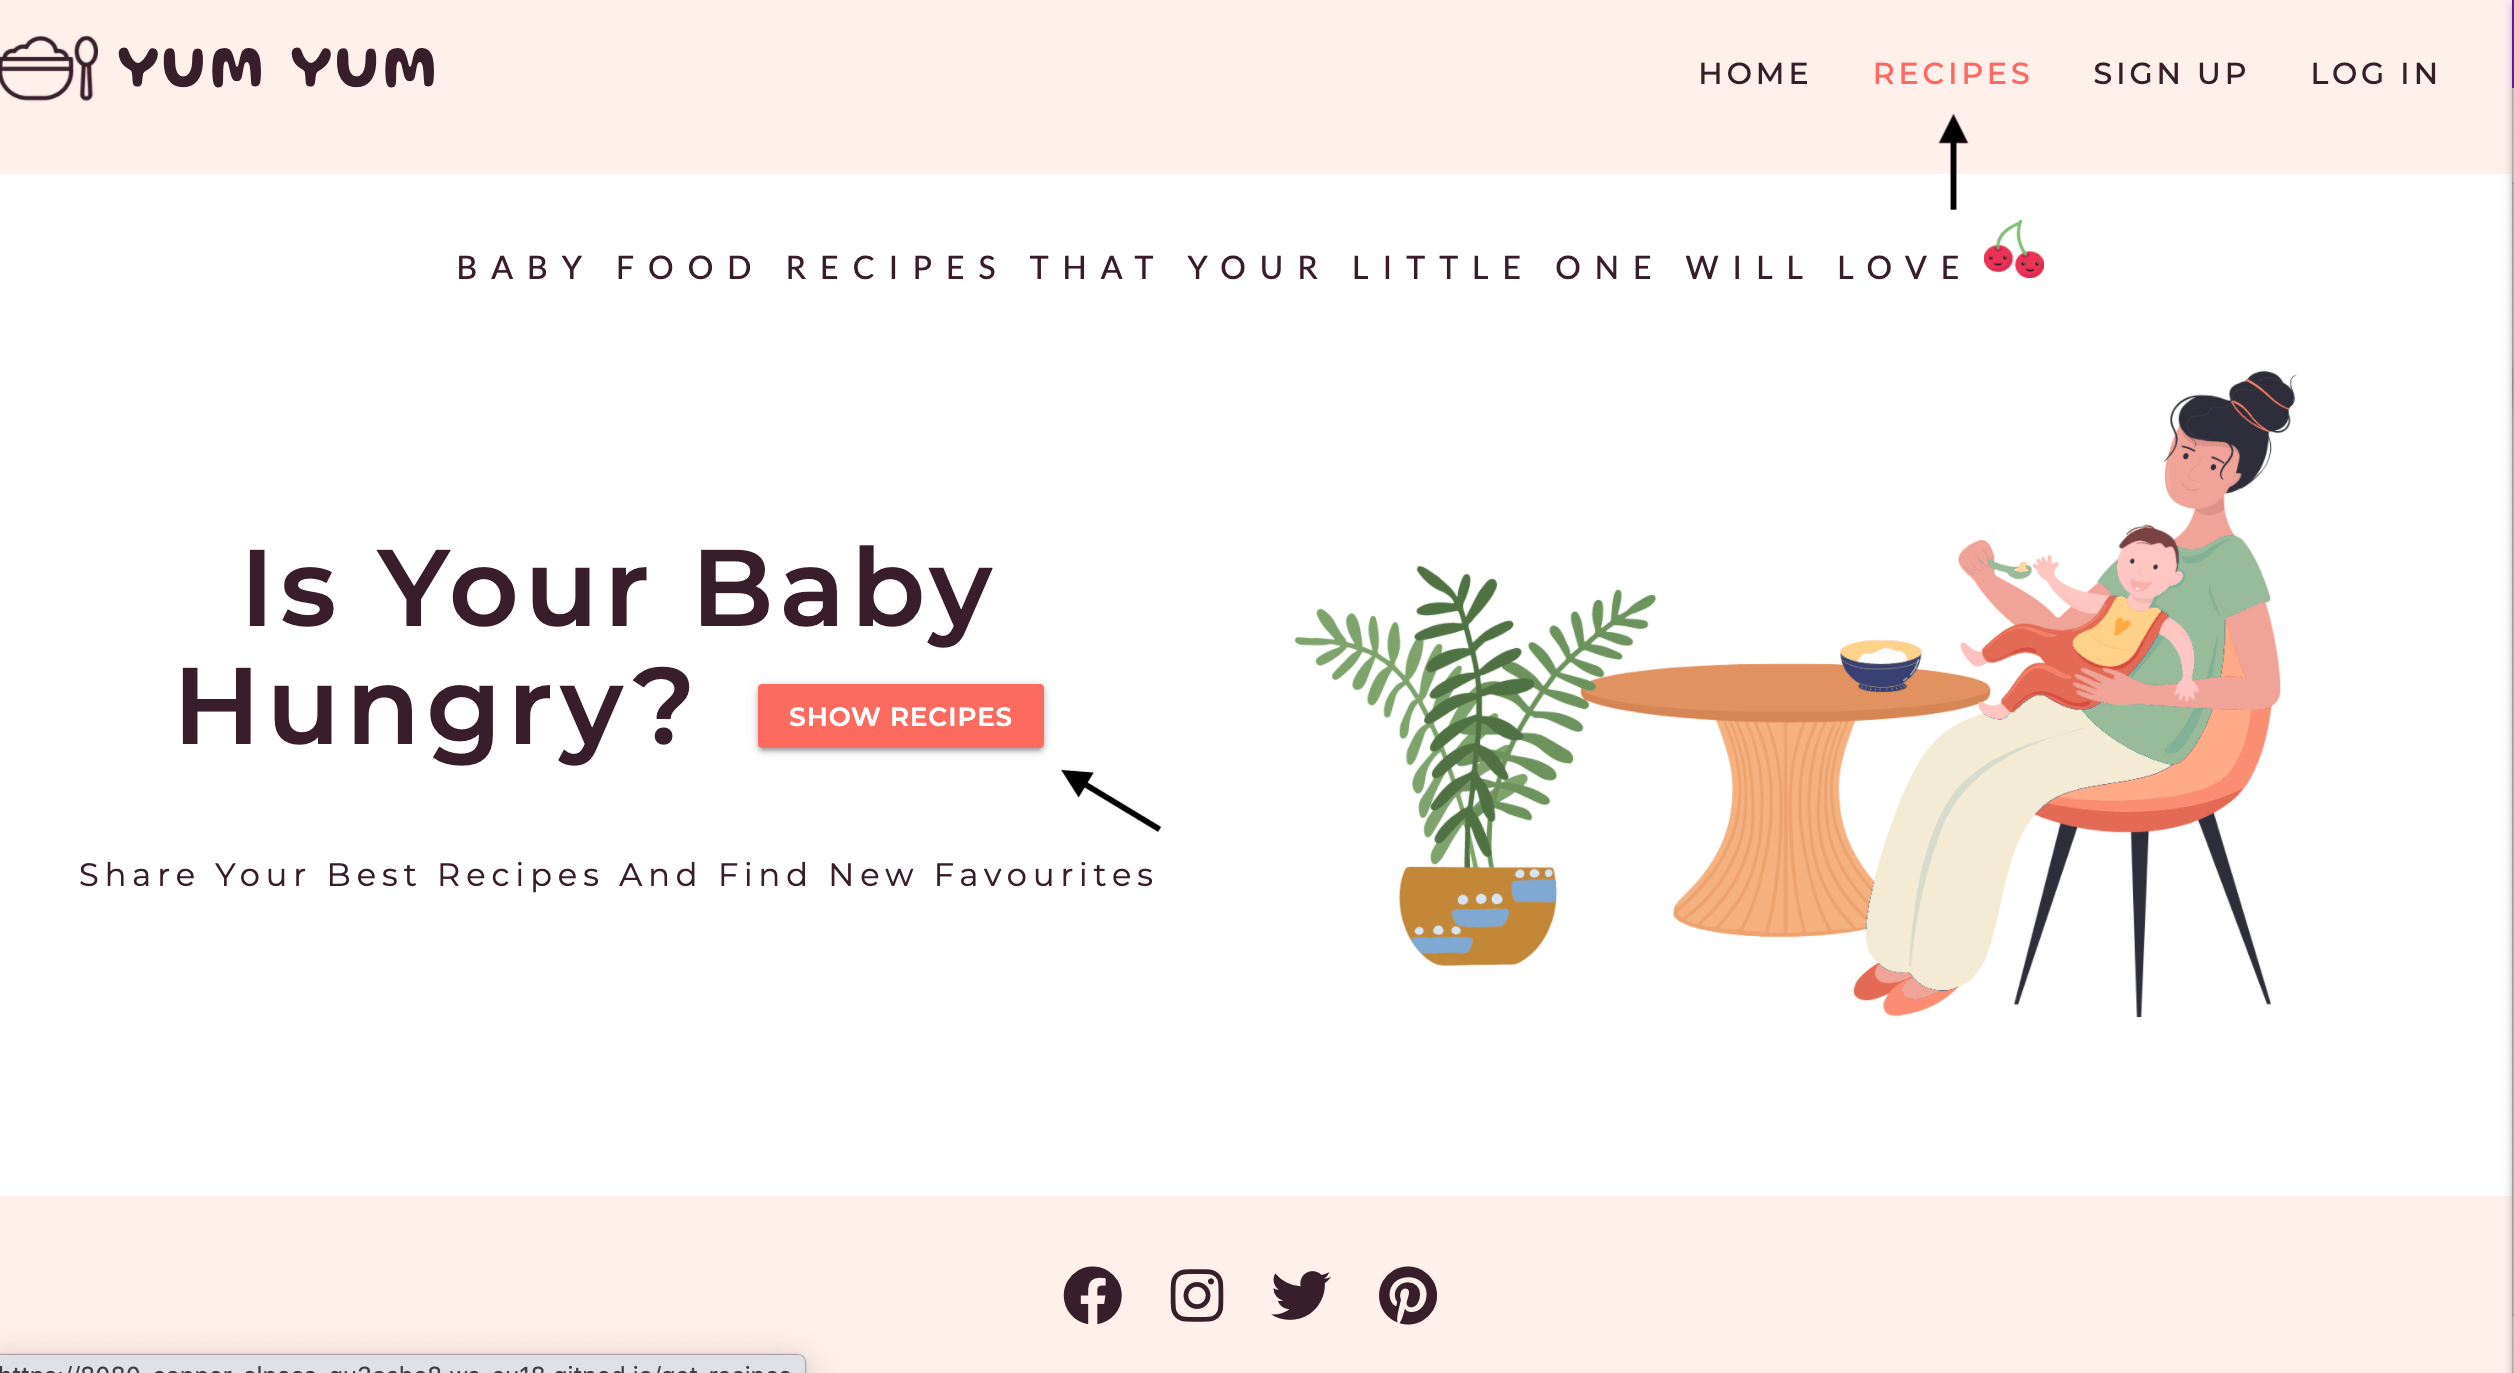 YUM YUM
HOME RECIPES SIGN UP LOG IN
BABY FOOD RECIPES THAT YOUR LITTLE ONE WILL LOVE
Is Your Baby
Hungry?
SHOW RECIPES
Share Your Best Recipes And Find New Favourites